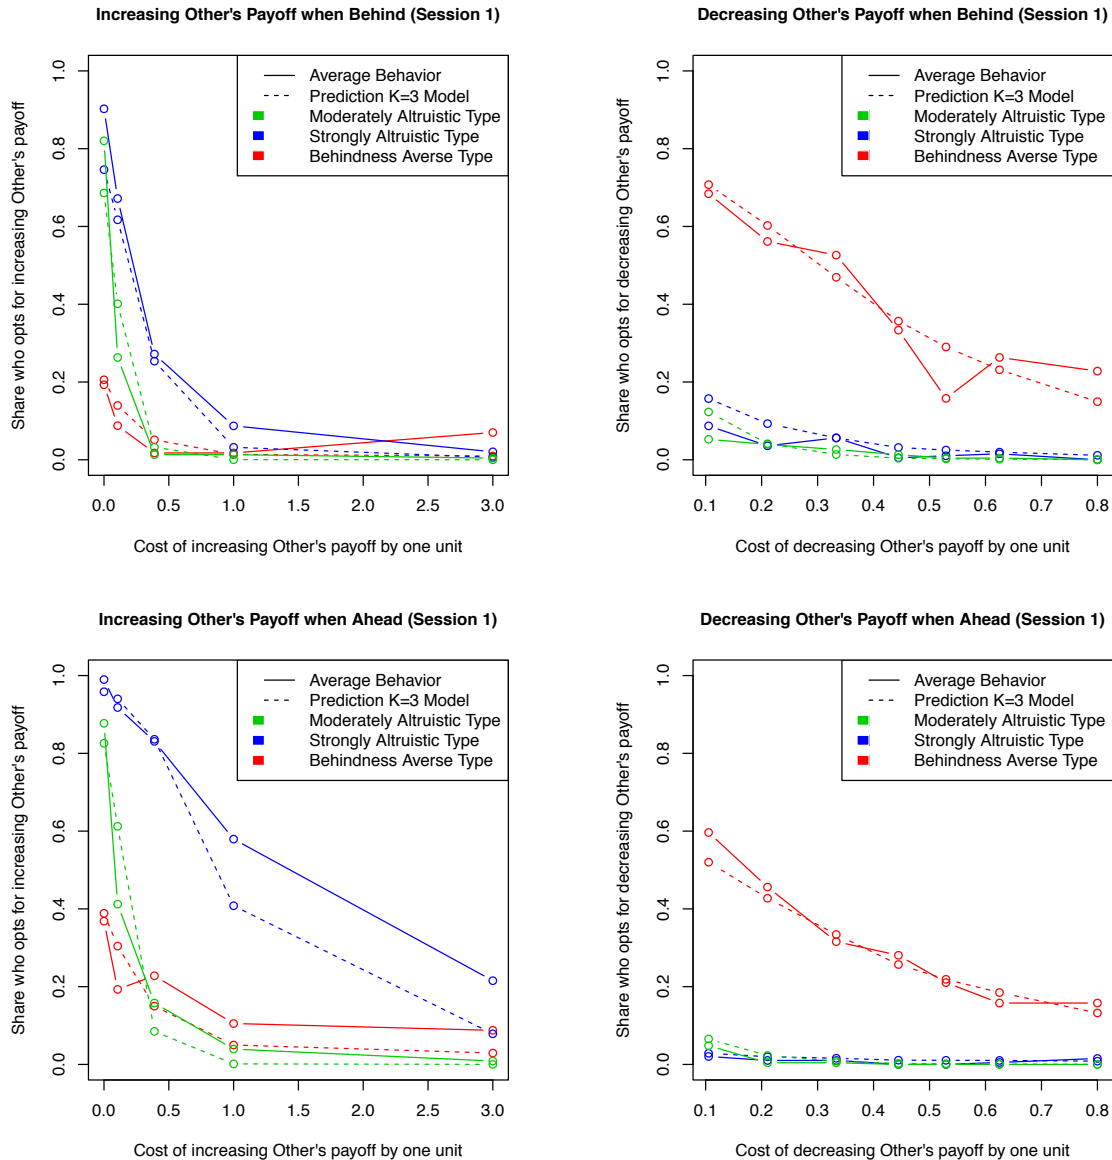 Increasing Other's Payoff when Behind (Session 1)
Share who opts for increasing Other's payoff
1.0
0.8
0.6
0.4
0.2
0.0
Average Behavior
Prediction K=3 Model
Moderately Altruistic Type
Strongly Altruistic Type
Behindness Averse Type
0.0 0.5 1.0 1.5 2.0 2.5 3.0
Cost of increasing Other's payoff by one unit
Decreasing Other's Payoff when Behind (Session 1)
Share who opts for decreasing Other's payoff
1.0
0.8
0.6
0.4
0.2
0.0
Average Behavior
Prediction K=3 Model
Moderately Altruistic Type
Strongly Altruistic Type
Behindness Averse Type
0.1 0.2 0.3 0.4 0.5 0.6 0.7 0.8
Cost of decreasing Other's payoff by one unit
Increasing Other's Payoff when Ahead (Session 1)
Share who opts for increasing Other's payoff
1.0
0.8
0.6
0.4
0.2
0.0
Average Behavior
Prediction K=3 Model
Moderately Altruistic Type
Strongly Altruistic Type
Behindness Averse Type
0.0 0.5 1.0 1.5 2.0 2.5 3.0
Cost of increasing Other's payoff by one unit
Decreasing Other's Payoff when Ahead (Session 1)
Share who opts for decreasing Other's payoff
1.0
0.8
0.6
0.4
0.2
0.0
Average Behavior
Prediction K=3 Model
Moderately Altruistic Type
Strongly Altruistic Type
Behindness Averse Type
0.1 0.2 0.3 0.4 0.5 0.6 0.7 0.8
Cost of decreasing Other's payoff by one unit